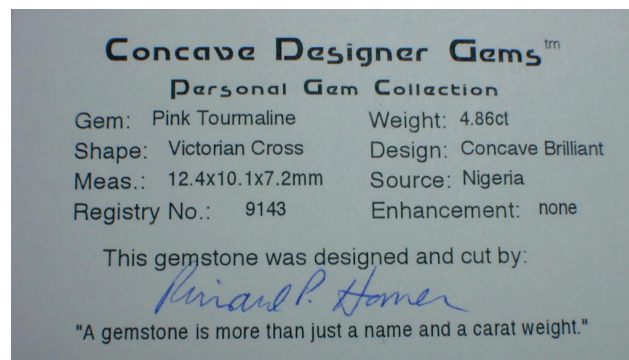 Concave Designer Gems tm
Personal Gem Collection
Gem: Pink Tourmaline Weight: 4.86ct
Shape: Victorian Cross Design: Concave Brilliant
Meas.: 12.4x10.1x7.2mm Source: Nigeria
Registry No.: 9143 Enhancement: none
This gemstone was designed and cut by:
P. Homer
"A gemstone is more than just a name and a carat weight."